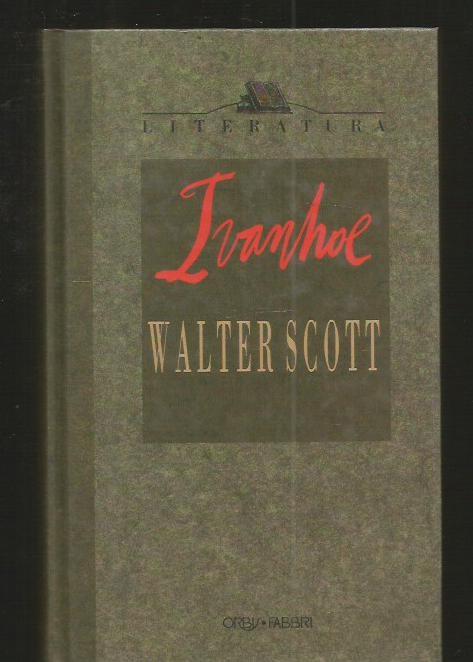 LITERATURA
Ivanhoe
WALTER SCOTT
ORBIS • FABBRI